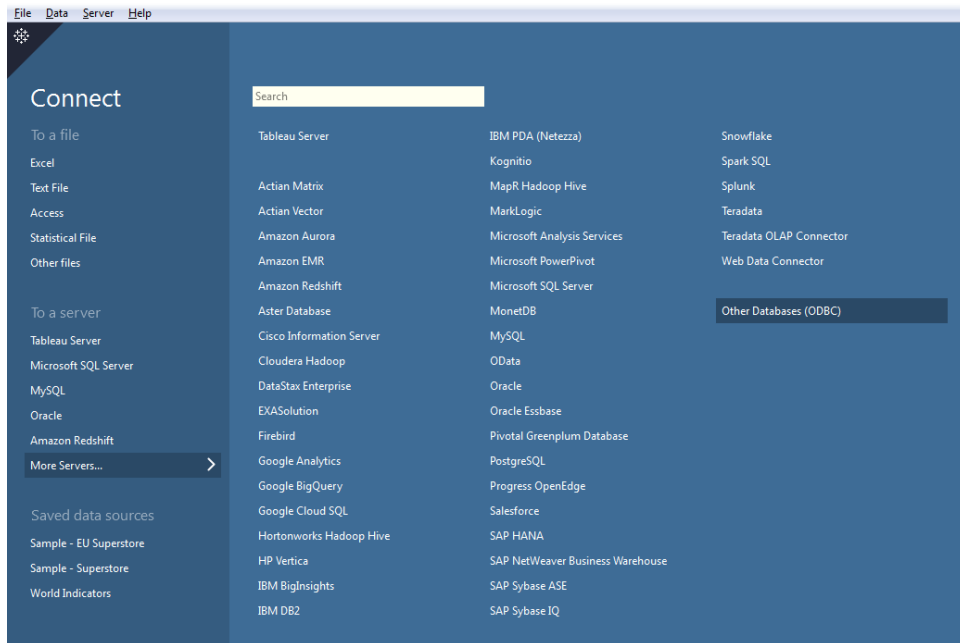 File Data Server Help
Connect
To a file
Excel
Text File
Access
Statistical File
Other files
To a server
Tableau Server
Microsoft SQL Server
MySQL
Oracle
Amazon Redshift
More Servers...
Saved data sources
Sample - EU Superstore
Sample - Superstore
World Indicators
Search
Tableau Server
Actian Matrix
Actian Vector
Amazon Aurora
Amazon EMR
Amazon Redshift
Aster Database
Cisco Information Server
Cloudera Hadoop
DataStax Enterprise
EXASolution
Firebird
Google Analytics
Google BigQuery
Google Cloud SQL
Hortonworks Hadoop Hive
HP Vertica
IBM BigInsights
IBM DB2
IBM PDA (Netezza)
Kognitio
MapR Hadoop Hive
MarkLogic
Microsoft Analysis Services
Microsoft PowerPivot
Microsoft SQL Server
MonetDB
MySQL
OData
Oracle
Oracle Essbase
Pivotal Greenplum Database
PostgreSQL
Progress OpenEdge
Salesforce
SAP HANA
SAP NetWeaver Business Warehouse
SAP Sybase ASE
SAP Sybase IQ
Snowflake
Spark SQL
Splunk
Teradata
Teradata OLAP Connector
Web Data Connector
Other Databases (ODBC)